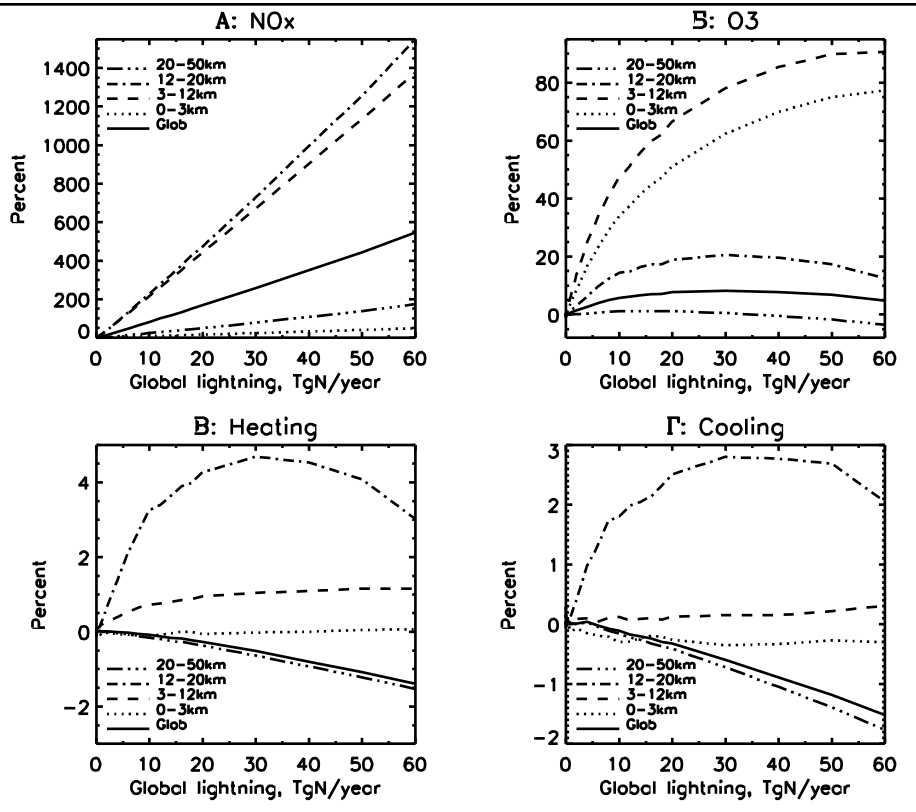 А: NOx
1400
1200
1000
800
600
400
200
0
Percent
20-50km
12-20km
3-12km
0-3km
Glob
0 10 20 30 40 50 60
Global lightning, TgN/year
Б: O3
80
60
40
20
0
Percent
20-50km
12-20km
3-12km
0-3km
Glob
0 10 20 30 40 50 60
Global lightning, TgN/year
В: Heating
4
2
0
-2
Percent
20-50km
12-20km
3-12km
0-3km
Glob
0 10 20 30 40 50 60
Global lightning, TgN/year
Г: Cooling
3
2
1
0
-1
-2
Percent
20-50km
12-20km
3-12km
0-3km
Glob
0 10 20 30 40 50 60
Global lightning, TgN/year